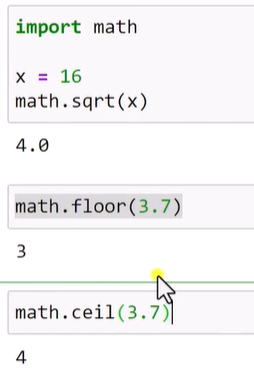 import math
x = 16
math.sqrt(x)
4.0
math.floor(3.7)
3
math.ceil(3.7)
4